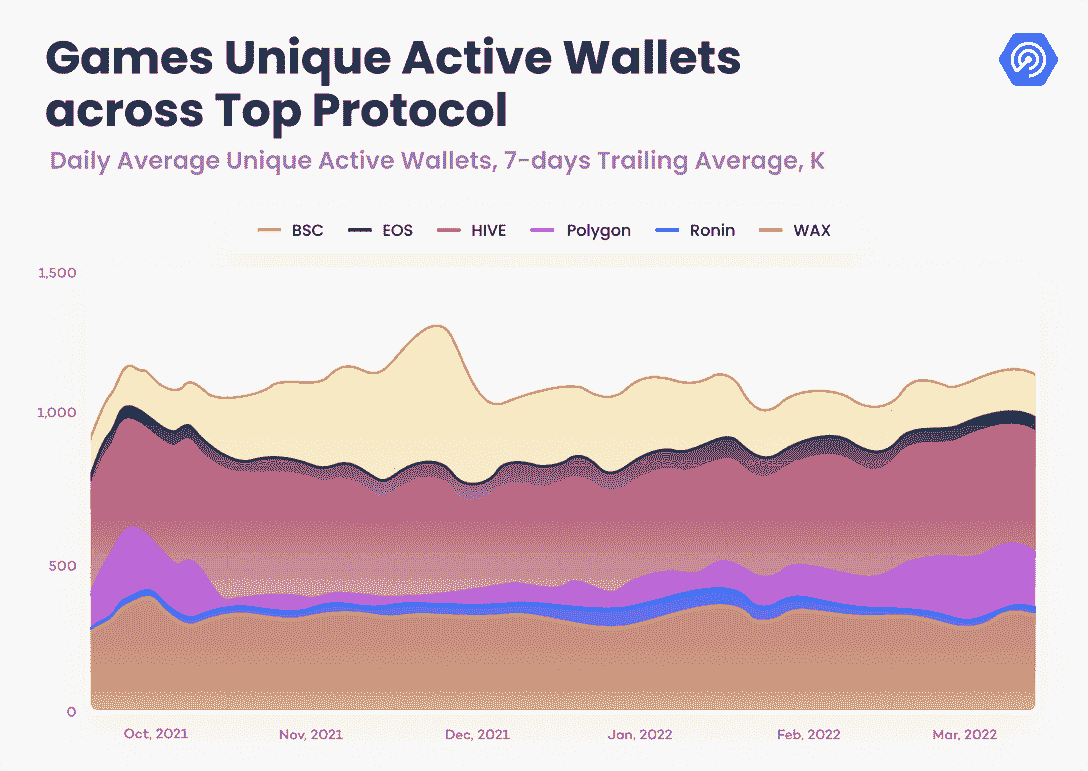 Games Unique Active Wallets
across Top Protocol
Daily Average Unique Active Wallets, 7-days Trailing Average, K
BSC EOS HIVE Polygon Ronin WAX
1,500
1,000
500
0
Oct, 2021 Nov, 2021 Dec, 2021 Jan, 2022 Feb, 2022 Mar, 2022